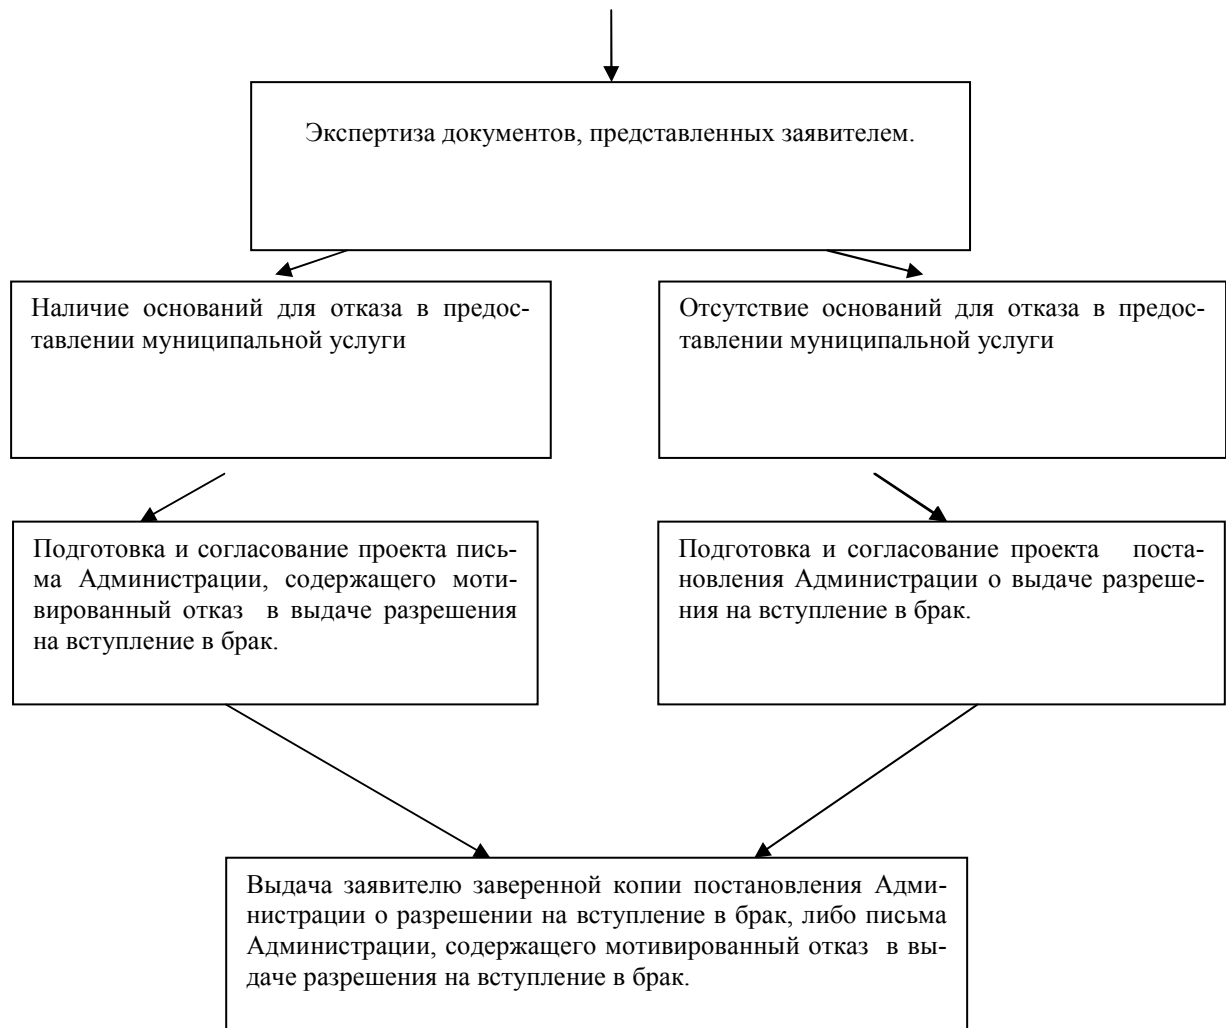 Экспертиза документов, представленных заявителем.
Наличие оснований для отказа в предос-
тавлении муниципальной услуги
Отсутствие оснований для отказа в предос-
тавлении муниципальной услуги
Подготовка и согласование проекта пись-
ма Администрации, содержащего моти-
вированный отказ в выдаче разрешения
на вступление в брак.
Подготовка и согласование проекта поста-
новления Администрации о выдаче разреше-
ния на вступление в брак.
Выдача заявителю заверенной копии постановления Адми-
нистрации о разрешении на вступление в брак, либо письма
Администрации, содержащего мотивированный отказ в вы-
даче разрешения на вступление в брак.